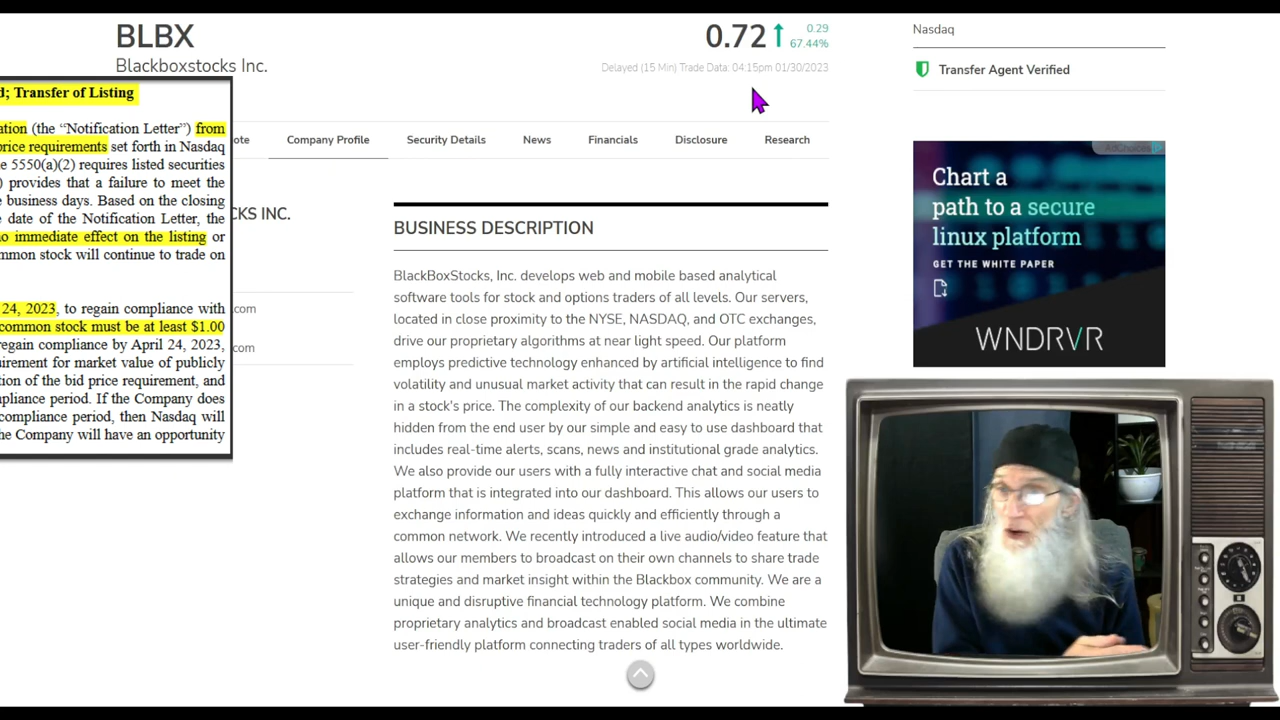 BLBX
Blackboxstocks Inc.
0.72
0.29
67.44%
Delayed (15 Min) Trade Data: 04:15pm 01/30/2023
Nasdaq
Transfer Agent Verified
d; Transfer of Listing
ation (the “Notification Letter”) from
price requirements set forth in Nasdaq
e 5550(a)(2) requires listed securities
) provides that a failure to meet the
e business days. Based on the closing
e date of the Notification Letter, the
no immediate effect on the listing or
mmon stock will continue to trade on
24, 2023, to regain compliance with
common stock must be at least $1.00
regain compliance by April 24, 2023,
uirement for market value of publicly
tion of the bid price requirement, and
mpliance period. If the Company does
compliance period, then Nasdaq will
he Company will have an opportunity
ote
Company Profile
Security Details
News
Financials
Disclosure
Research
CKS INC.
.com
.com
BUSINESS DESCRIPTION
BlackBoxStocks, Inc. develops web and mobile based analytical
software tools for stock and options traders of all levels. Our servers,
located in close proximity to the NYSE, NASDAQ, and OTC exchanges,
drive our proprietary algorithms at near light speed. Our platform
employs predictive technology enhanced by artificial intelligence to find
volatility and unusual market activity that can result in the rapid change
in a stock's price. The complexity of our backend analytics is neatly
hidden from the end user by our simple and easy to use dashboard that
includes real-time alerts, scans, news and institutional grade analytics.
We also provide our users with a fully interactive chat and social media
platform that is integrated into our dashboard. This allows our users to
exchange information and ideas quickly and efficiently through a
common network. We recently introduced a live audio/video feature that
allows our members to broadcast on their own channels to share trade
strategies and market insight within the Blackbox community. We are a
unique and disruptive financial technology platform. We combine
proprietary analytics and broadcast enabled social media in the ultimate
user-friendly platform connecting traders of all types worldwide.
AdChoices
Chart a
path to a secure
linux platform
GET THE WHITE PAPER
WNDRVR